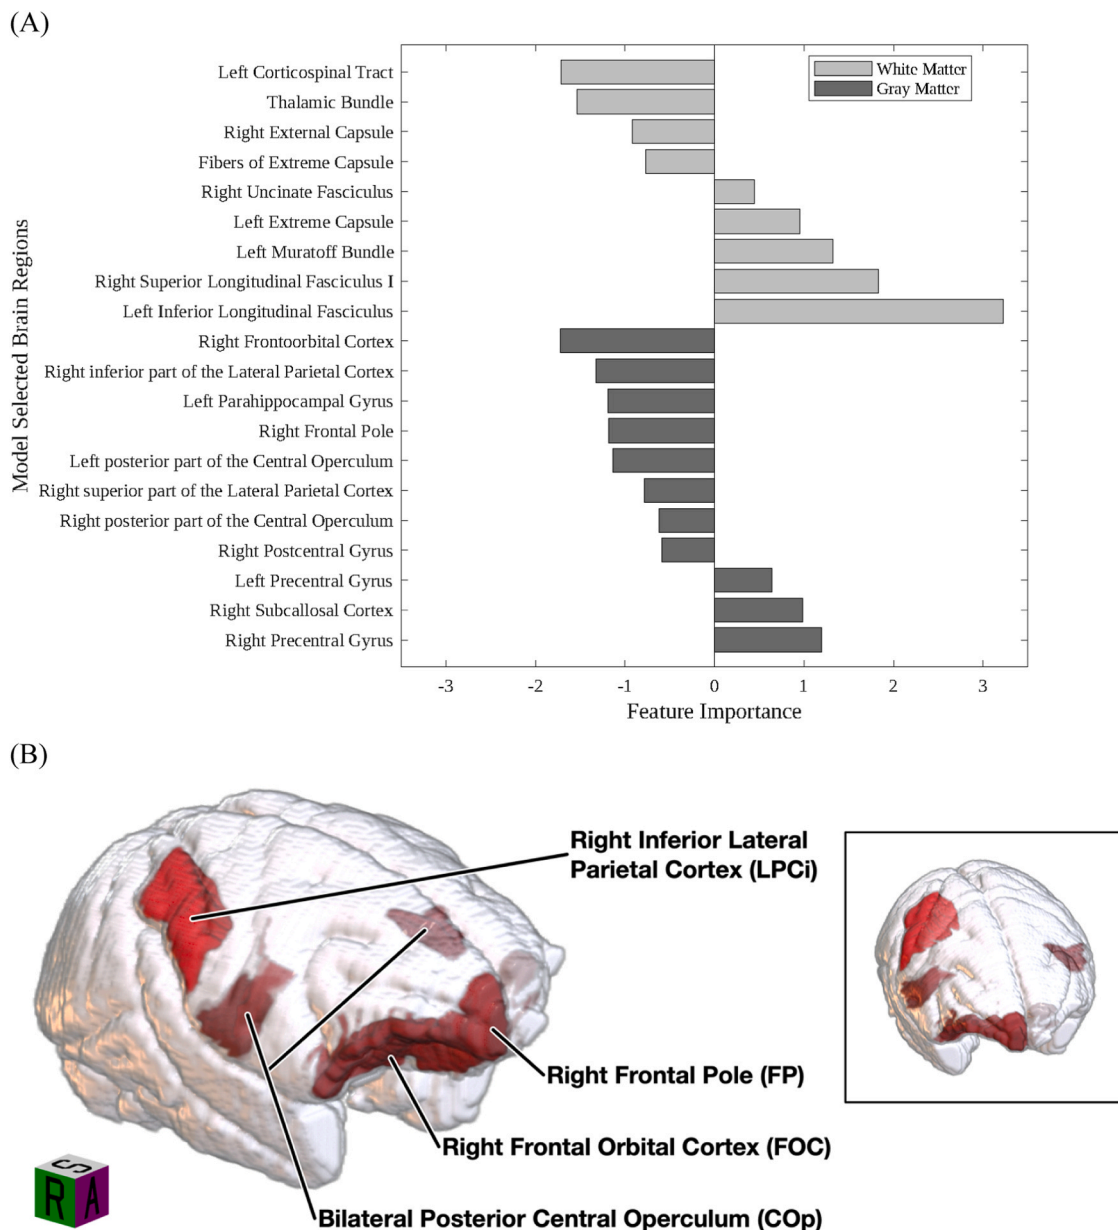 (A)
White Matter
Gray Matter
Left Corticospinal Tract
Thalamic Bundle
Right External Capsule
Fibers of Extreme Capsule
Right Uncinate Fasciculus
Left Extreme Capsule
Left Muratoff Bundle
Right Superior Longitudinal Fasciculus I
Left Inferior Longitudinal Fasciculus
Right Frontoorbital Cortex
Right inferior part of the Lateral Parietal Cortex
Left Parahippocampal Gyrus
Right Frontal Pole
Left posterior part of the Central Operculum
Right superior part of the Lateral Parietal Cortex
Right posterior part of the Central Operculum
Right Postcentral Gyrus
Left Precentral Gyrus
Right Subcallosal Cortex
Right Precentral Gyrus
Model Selected Brain Regions
-3 -2 -1 0 1 2 3
Feature Importance
(B)
Right Inferior Lateral
Parietal Cortex (LPCi)
Right Frontal Pole (FP)
Right Frontal Orbital Cortex (FOC)
Bilateral Posterior Central Operculum (COp)
S
R A